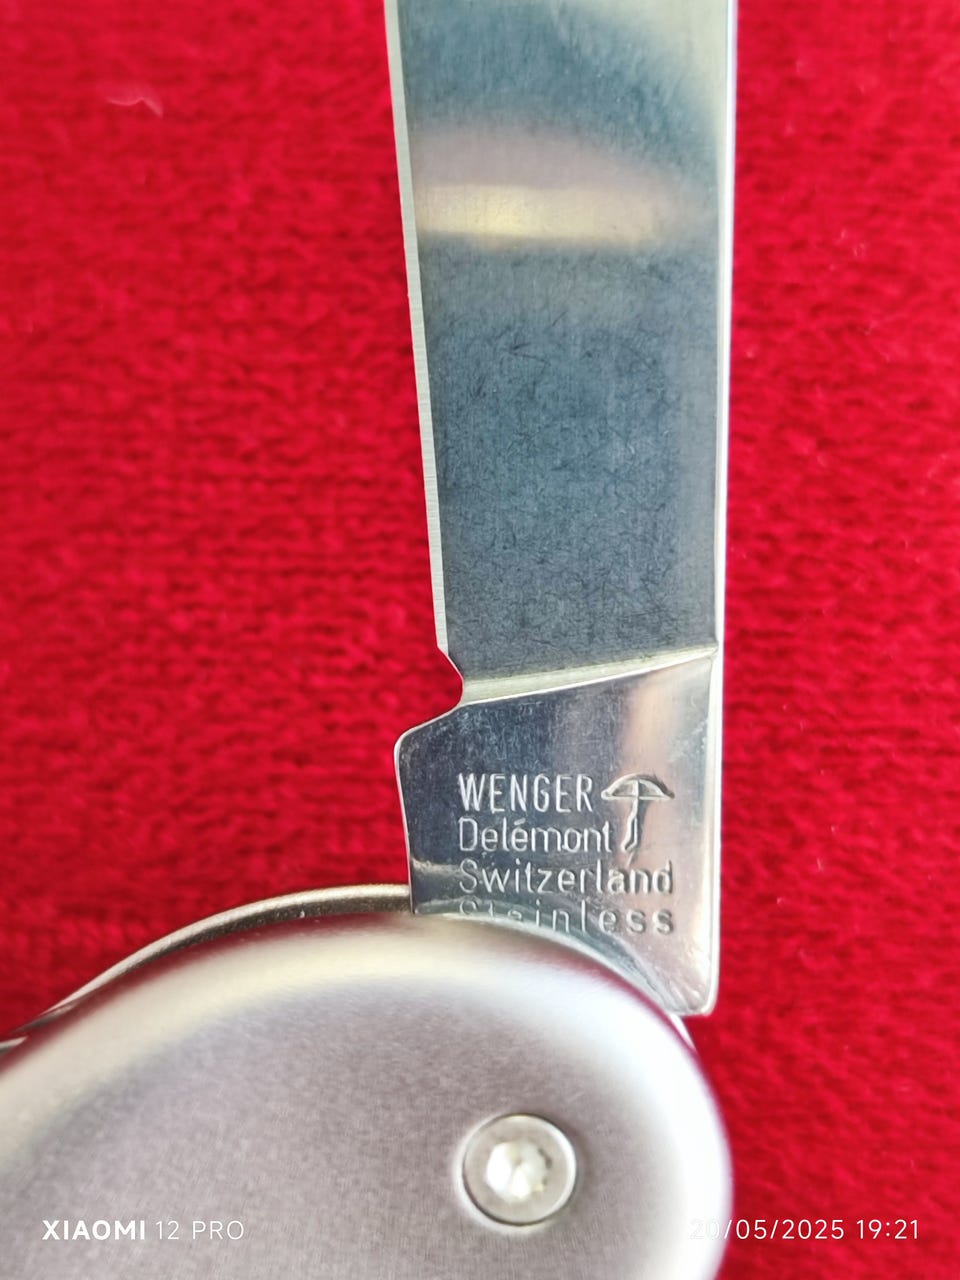 WENGER
Delémont
Switzerland
Stainless
XIAOMI 12 PRO
20/05/2025 19:21